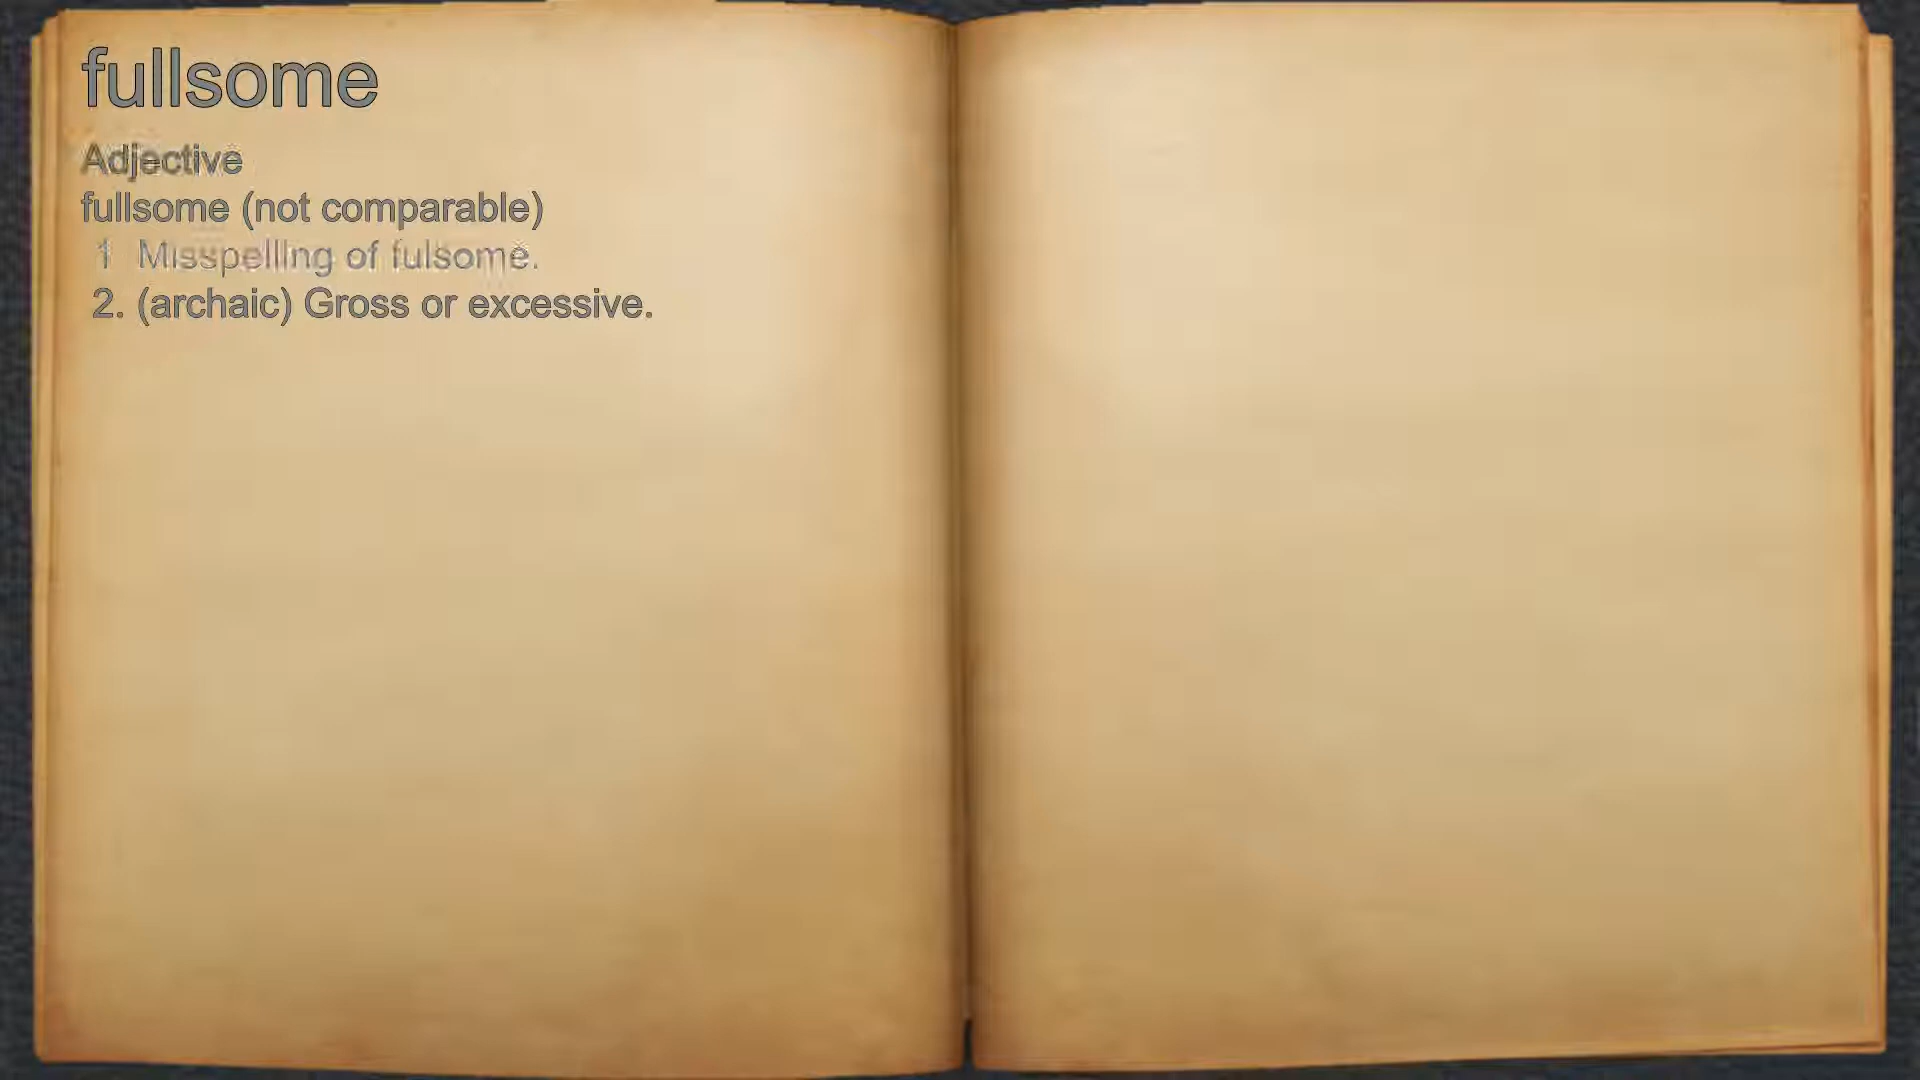 fullsome
Adjective
fullsome (not comparable)
1 Misspelling of fulsome.
2. (archaic) Gross or excessive.